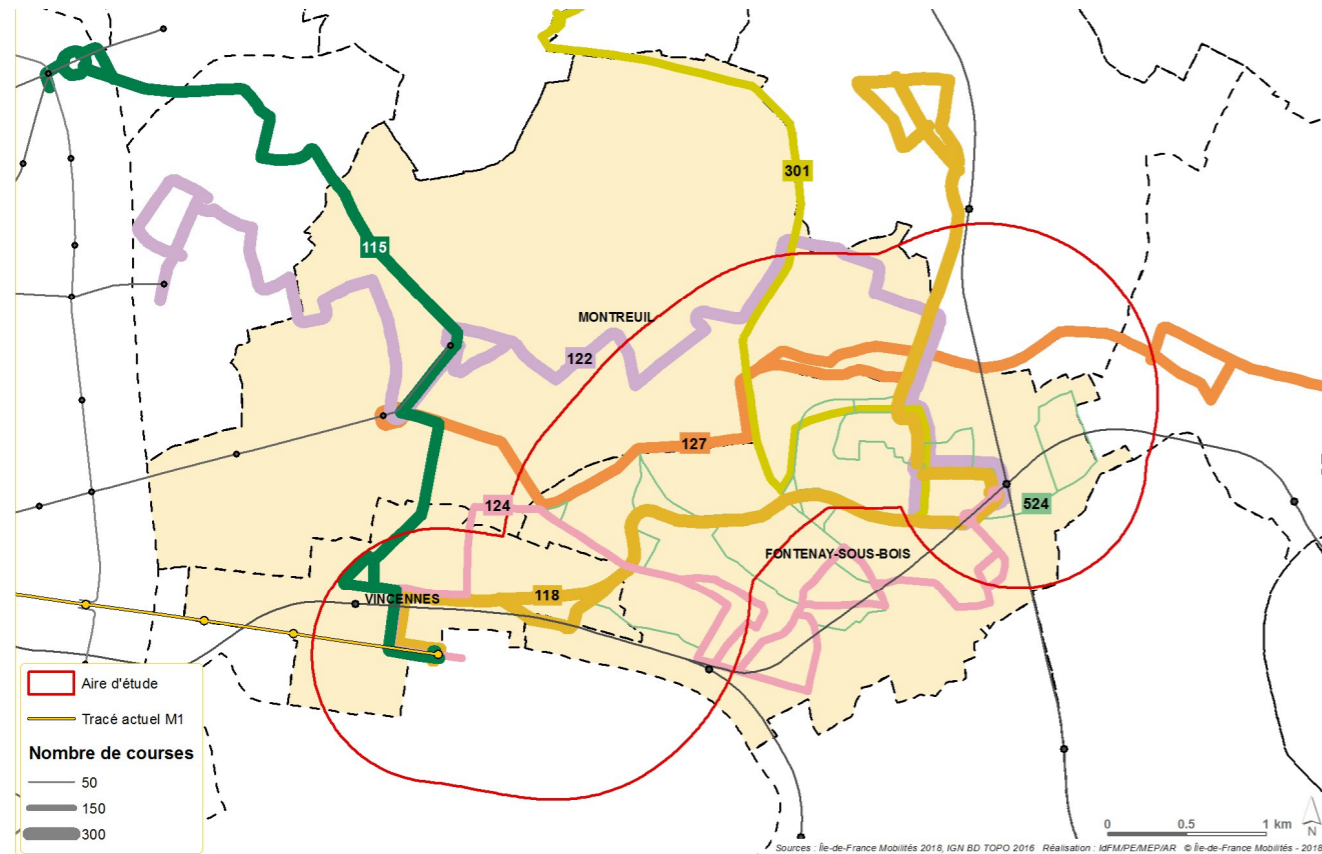 301
115
MONTREUIL
122
127
124
524
FONTENAY-SOUS-BOIS
118
VINCENNES
Aire d'étude
Tracé actuel M1
Nombre de courses
50
150
300
0 0.5 1 km
N
Sources : Île-de-France Mobilités 2018, IGN BD TOPO 2016 Réalisation : IdFM/PE/MEP/AR © Île-de-France Mobilités - 2018